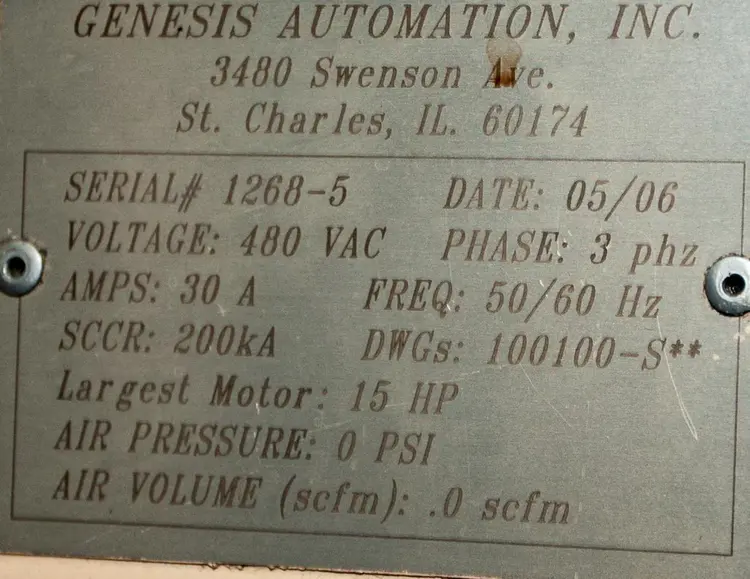 GENESIS AUTOMATION, INC.
3480 Swenson Ave.
St. Charles, IL. 60174
SERIAL# 1268-5 DATE: 05/06
VOLTAGE: 480 VAC PHASE: 3 phz
AMPS: 30 A FREQ: 50/60 Hz
SCCR: 200kA DWGs: 100100-S**
Largest Motor: 15 HP
AIR PRESSURE: 0 PSI
AIR VOLUME (scfm): .0 scfm